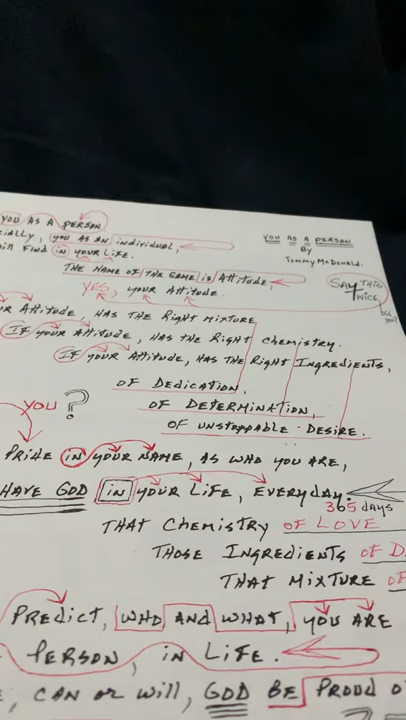 YOU AS A PERSON
YOU AS A PERSON
By
Tommy McDonald.
YOU AS AN individual,
FIND IN YOUR LIFE.
THE NAME OF THE GAME IS Attitude
SAY THIS
TWICE,
YES, YOUR Attitude.
Attitude, HAS THE Right MIXTURE
IF YOUR Attitude, HAS THE Right Chemistry.
IF YOUR Attitude, HAS THE Right INGREDIENTS,
OF DEDICATION,
OF DETERMINATION,
OF UNSTOPPABLE DESIRE.
YOU?
PRIDE IN YOUR NAME, AS WHO YOU ARE,
HAVE GOD IN YOUR LIFE, EVERYDAY.
365 days
THAT Chemistry OF LOVE
THOSE INGREDIENTS OF
THAT MIXTURE OF
PREDICT, WHO AND WHAT, YOU ARE
PERSON, IN LIFE.
CAN or will, GOD BE PROUD